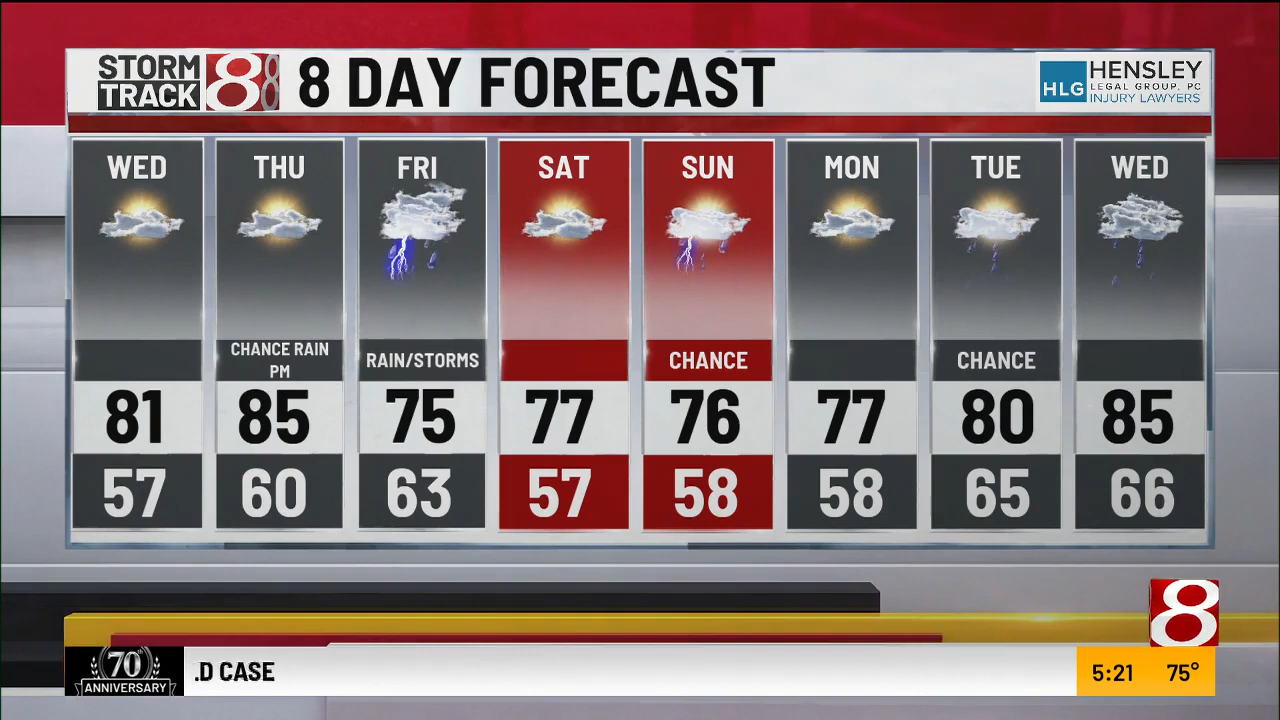 STORM
TRACK
8
8
8 DAY FORECAST
HLG
HENSLEY
LEGAL GROUP, PC
INJURY LAWYERS
WED
THU
FRI
SAT
SUN
MON
TUE
WED
CHANCE RAIN
PM
RAIN/STORMS
CHANCE
CHANCE
81
85
75
77
76
77
80
85
57
60
63
57
58
58
65
66
8
70th
ANNIVERSARY
.D CASE
5:21
75°